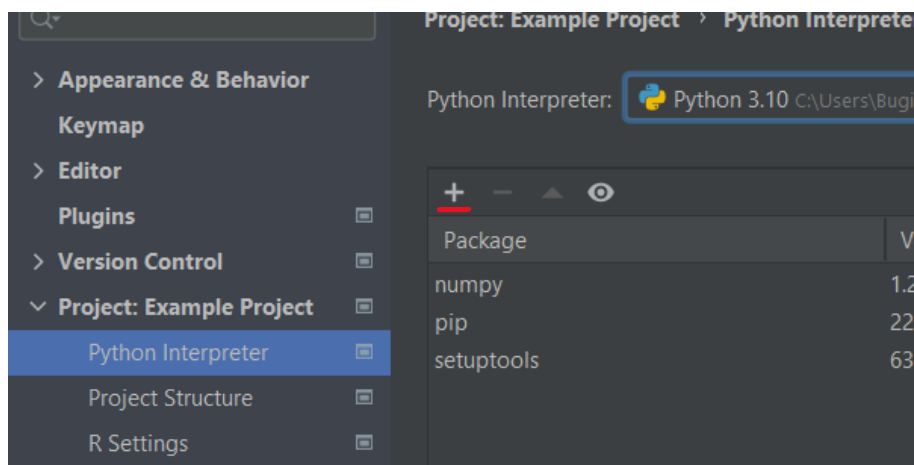 Project: Example Project › Python Interprete
> Appearance & Behavior
Keymap
> Editor
Plugins
> Version Control
Project: Example Project
Python Interpreter
Project Structure
R Settings
Python Interpreter: Python 3.10 C:\Users\Bugi
Package V
numpy 1.2
pip 22
setuptools 63